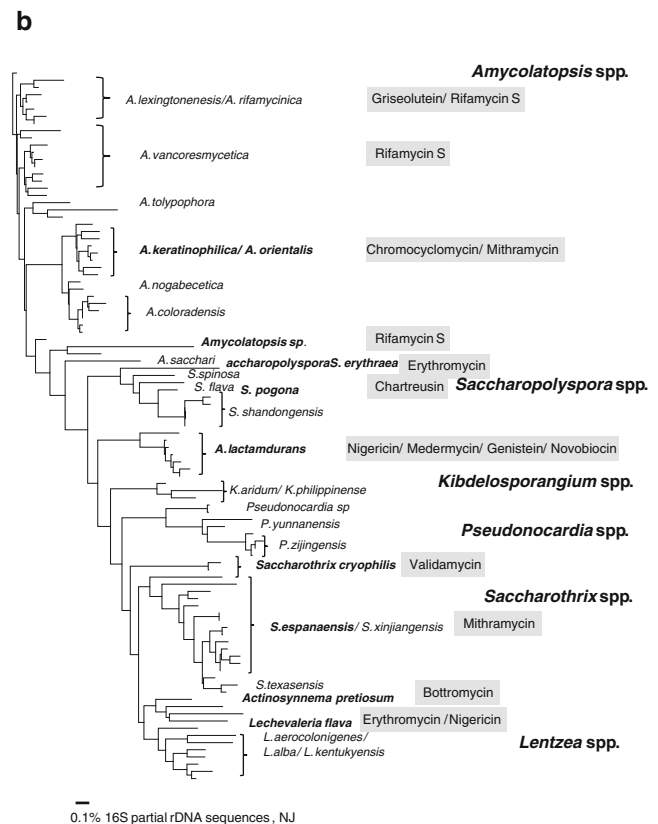 b
Amycolatopsis spp.
A.lexingtonenesis/A. rifamycinica Griseolutein/ Rifamycin S
A.vancoresmycetica Rifamycin S
A.tolypophora
A.keratinophilica/ A. orientalis Chromocyclomycin/ Mithramycin
A.nogabecetica
A.coloradensis
Amycolatopsis sp. Rifamycin S
A.sacchari accharopolysporaS. erythraea Erythromycin
S.spinosa
S. flava S. pogona Chartreusin Saccharopolyspora spp.
S.shandongensis
A.lactamdurans Nigericin/ Medermycin/ Genistein/ Novobiocin
Kibdelosporangium spp.
K.aridum/ K.philippinense
Pseudonocardia sp
P.yunnanensis Pseudonocardia spp.
P.zijingensis
Saccharothrix cryophilis Validamycin
Saccharothrix spp.
S.espanaensis/ S.xinjiangensis Mithramycin
S.texasensis
Actinosynnema pretiosum Bottromycin
Lechevaleria flava Erythromycin /Nigericin
L.aerocolonigenes/
L.alba/ L.kentukyensis Lentzea spp.
0.1% 16S partial rDNA sequences , NJ